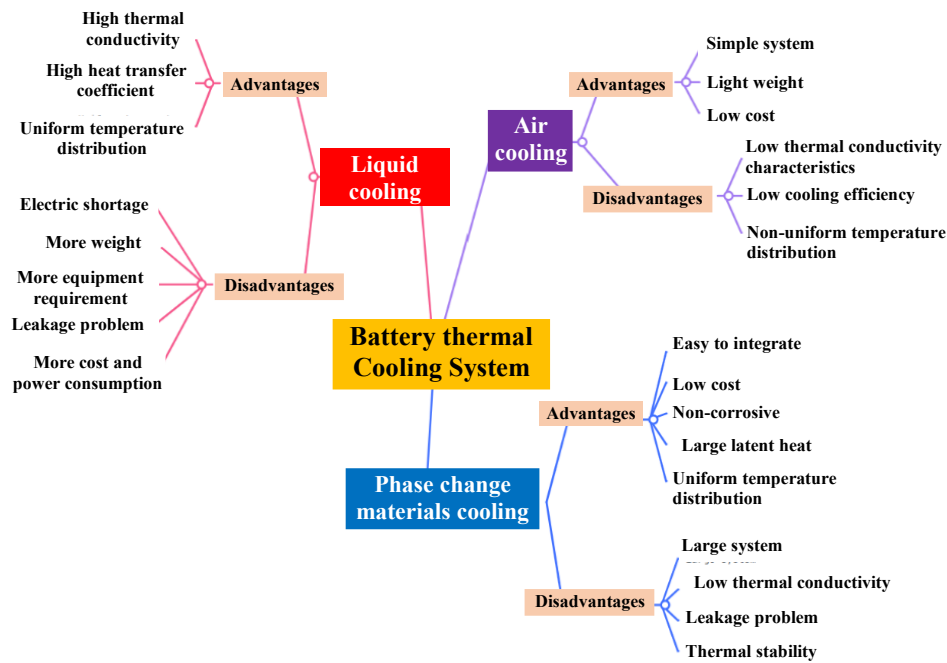 High thermal
conductivity
High heat transfer
coefficient
Uniform temperature
distribution
Advantages
Liquid
cooling
Electric shortage
More weight
More equipment
requirement
Leakage problem
More cost and
power consumption
Disadvantages
Air
cooling
Advantages
Simple system
Light weight
Low cost
Disadvantages
Low thermal conductivity
characteristics
Low cooling efficiency
Non-uniform temperature
distribution
Battery thermal
Cooling System
Phase change
materials cooling
Advantages
Easy to integrate
Low cost
Non-corrosive
Large latent heat
Uniform temperature
distribution
Disadvantages
Large system
Low thermal conductivity
Leakage problem
Thermal stability